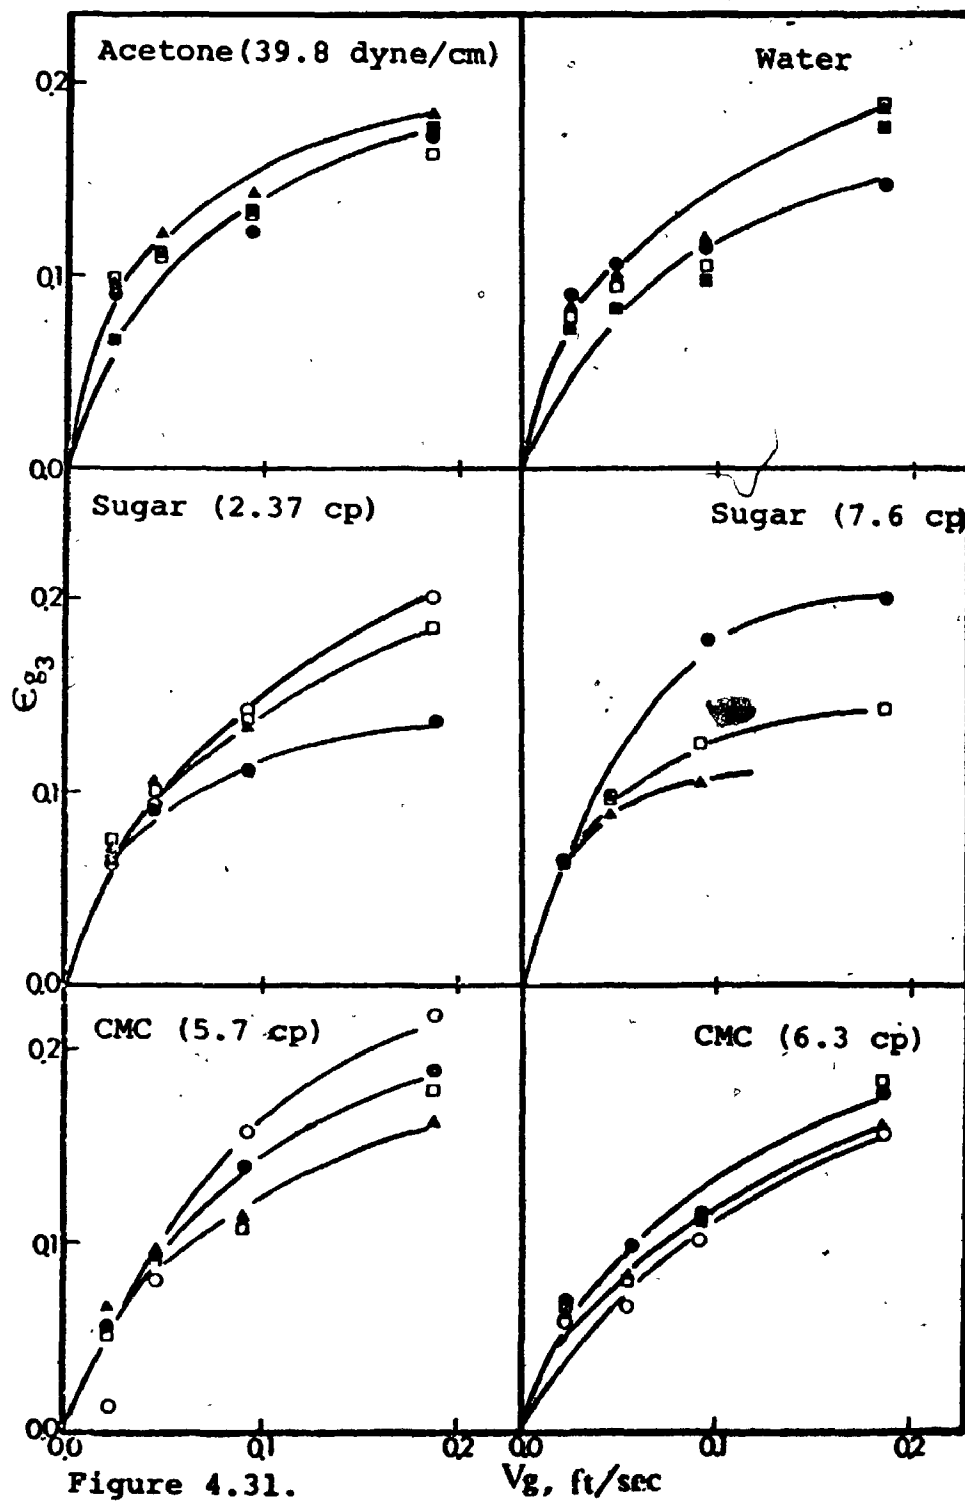 Acetone(39.8 dyne/cm)
Water
0.2
0.1
0.0
Sugar (2.37 cp)
Sugar (7.6 cp
0.2
εg3
0.1
0.0
CMC (5.7 cp)
CMC (6.3 cp)
0.2
0.1
0.0
0.0 0.1 0.2 0.0 0.1 0.2
Vg, ft/sec
Figure 4.31.